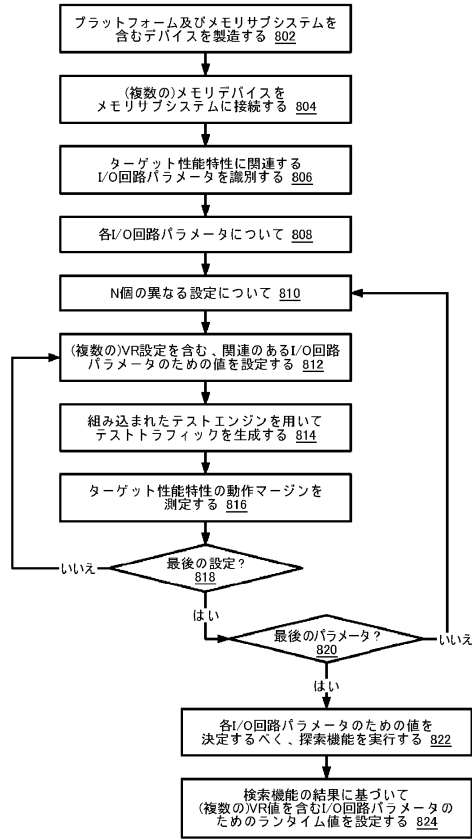 プラットフォーム及びメモリサブシステムを
含むデバイスを製造する 802
(複数の)メモリデバイスを
メモリサブシステムに接続する 804
ターゲット性能特性に関連する
I/O回路パラメータを識別する 806
各I/O回路パラメータについて 808
N個の異なる設定について 810
(複数の)VR設定を含む、関連のあるI/O回路
パラメータのための値を設定する 812
組み込まれたテストエンジンを用いて
テストトラフィックを生成する 814
ターゲット性能特性の動作マージンを
測定する 816
最後の設定?
818
いいえ
はい
最後のパラメータ?
820
いいえ
はい
各I/O回路パラメータのための値を
決定するべく、探索機能を実行する 822
検索機能の結果に基づいて
(複数の)VR値を含むI/O回路パラメータの
ためのランタイム値を設定する 824